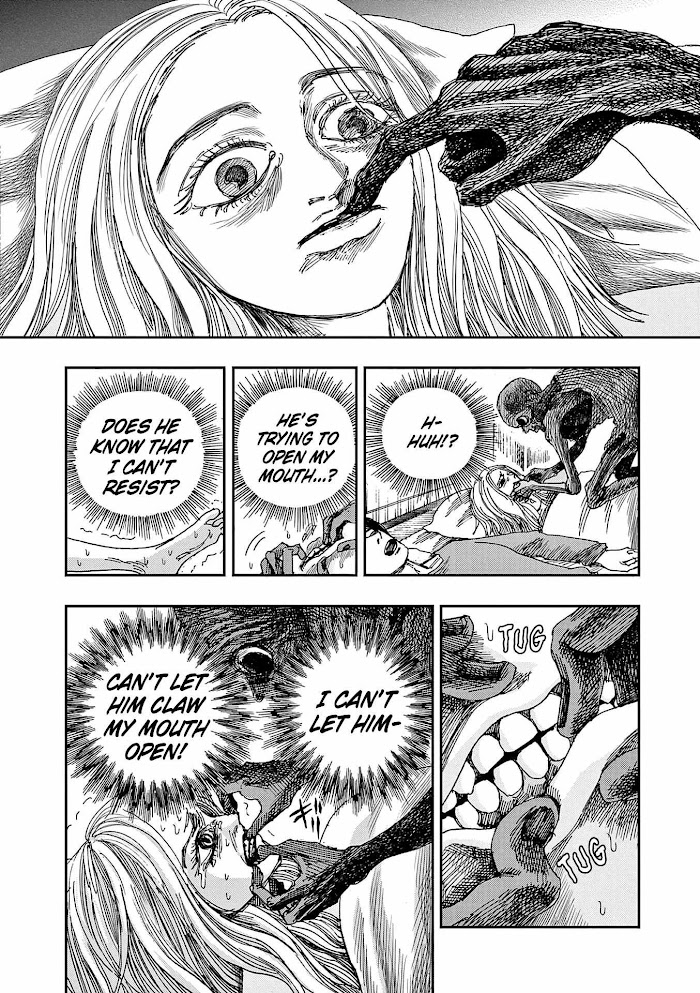 H-
HUH!?
HE'S
TRYING TO
OPEN MY
MOUTH...?
DOES HE
KNOW THAT
I CAN'T
RESIST?
TUG
TUG
I CAN'T
LET HIM-
CAN'T LET
HIM CLAW
MY MOUTH
OPEN!